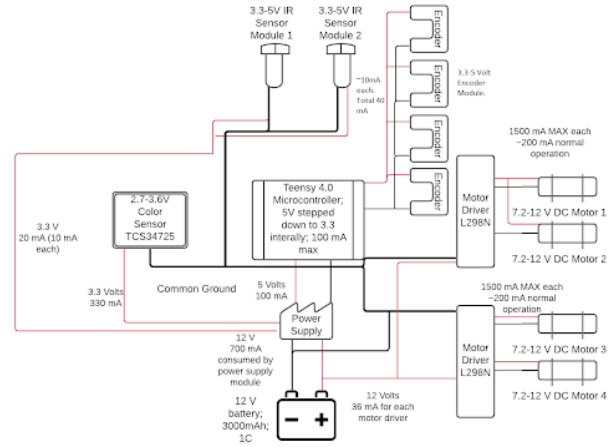 3.3-5V IR
Sensor
Module 1
3.3-5V IR
Sensor
Module 2
Encoder
Encoder
Encoder
Encoder
~10mA
each.
Total 40
mA
3.3-5 Volt
Encoder
Module.
1500 mA MAX each
~200 mA normal
operation
Motor
Driver
L298N
7.2-12 V DC Motor 1
7.2-12 V DC Motor 2
Teensy 4.0
Microcontroller;
5V stepped
down to 3.3
interally; 100 mA
max
2.7-3.6V
Color
Sensor
TCS34725
3.3 V
20 mA (10 mA
each)
3.3 Volts
330 mA
Common Ground
5 Volts
100 mA
Power
Supply
1500 mA MAX each
~200 mA normal
operation
Motor
Driver
L298N
7.2-12 V DC Motor 3
7.2-12 V DC Motor 4
12 V
700 mA
consumed by
power supply
module
12 Volts
36 mA for each
motor driver
12 V
battery;
3000mAh;
1C